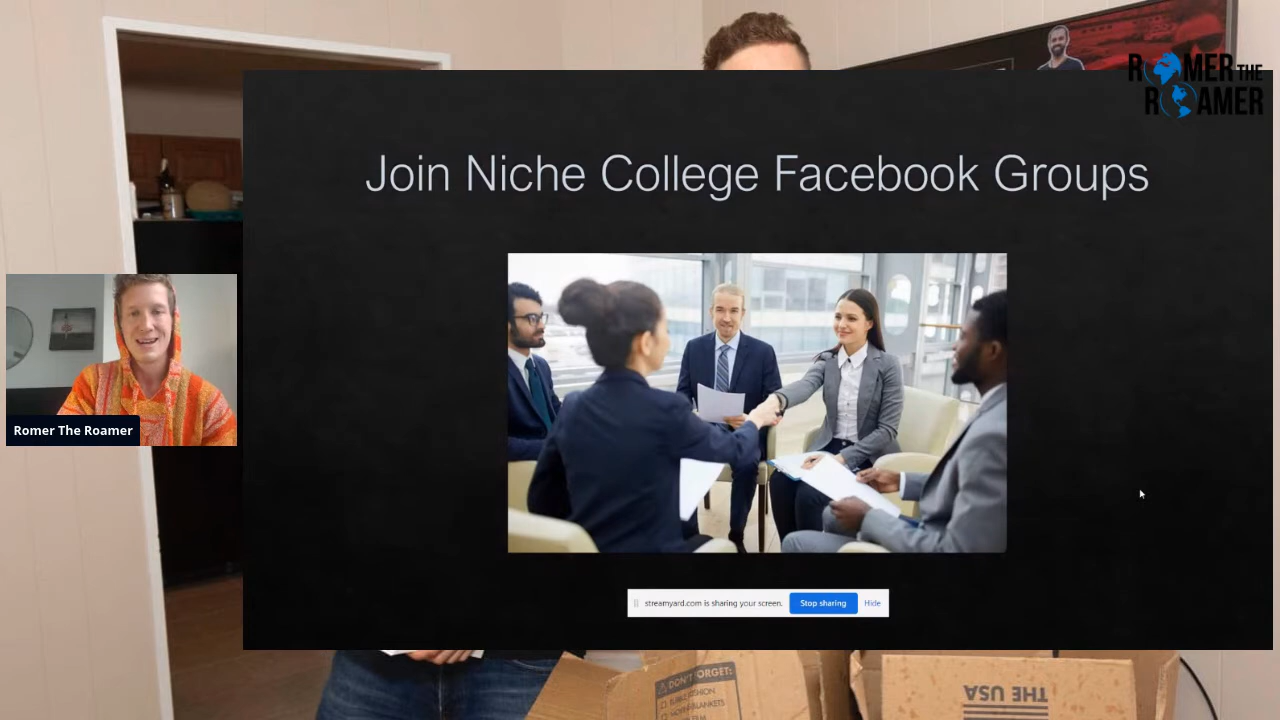 ROMER THE
ROAMER
Join Niche College Facebook Groups
Romer The Roamer
streamyard.com is sharing your screen.
Stop sharing
Hide
DON'T FORGET:
BLANKETS
THE USA